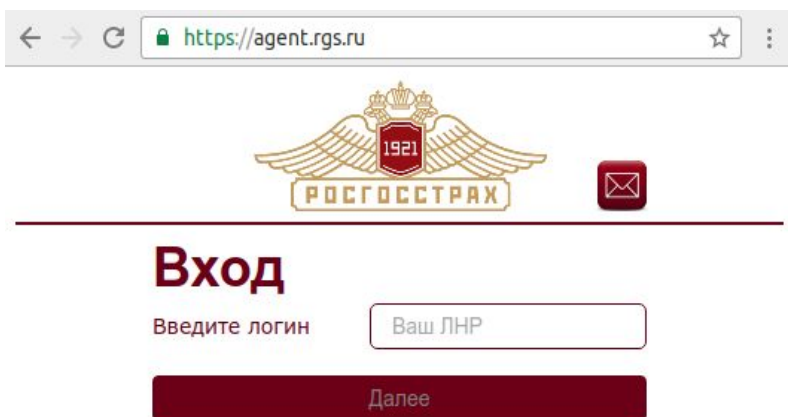 https://agent.rgs.ru
1921
РОСГОССТРАХ
Вход
Введите логин
Ваш ЛНР
Далее